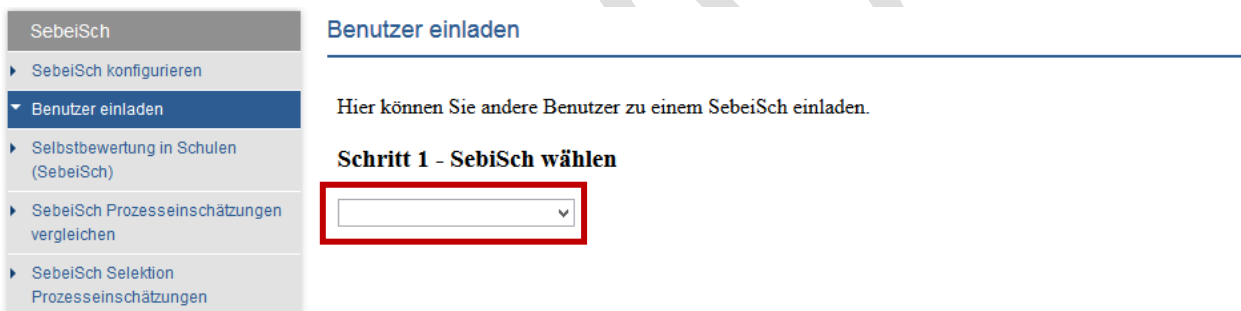 SebeiSch
SebeiSch konfigurieren
Benutzer einladen
Selbstbewertung in Schulen
(SebeiSch)
SebeiSch Prozesseinschätzungen
vergleichen
SebeiSch Selektion
Prozesseinschätzungen
Benutzer einladen
Hier können Sie andere Benutzer zu einem SebeiSch einladen.
Schritt 1 - SebiSch wählen